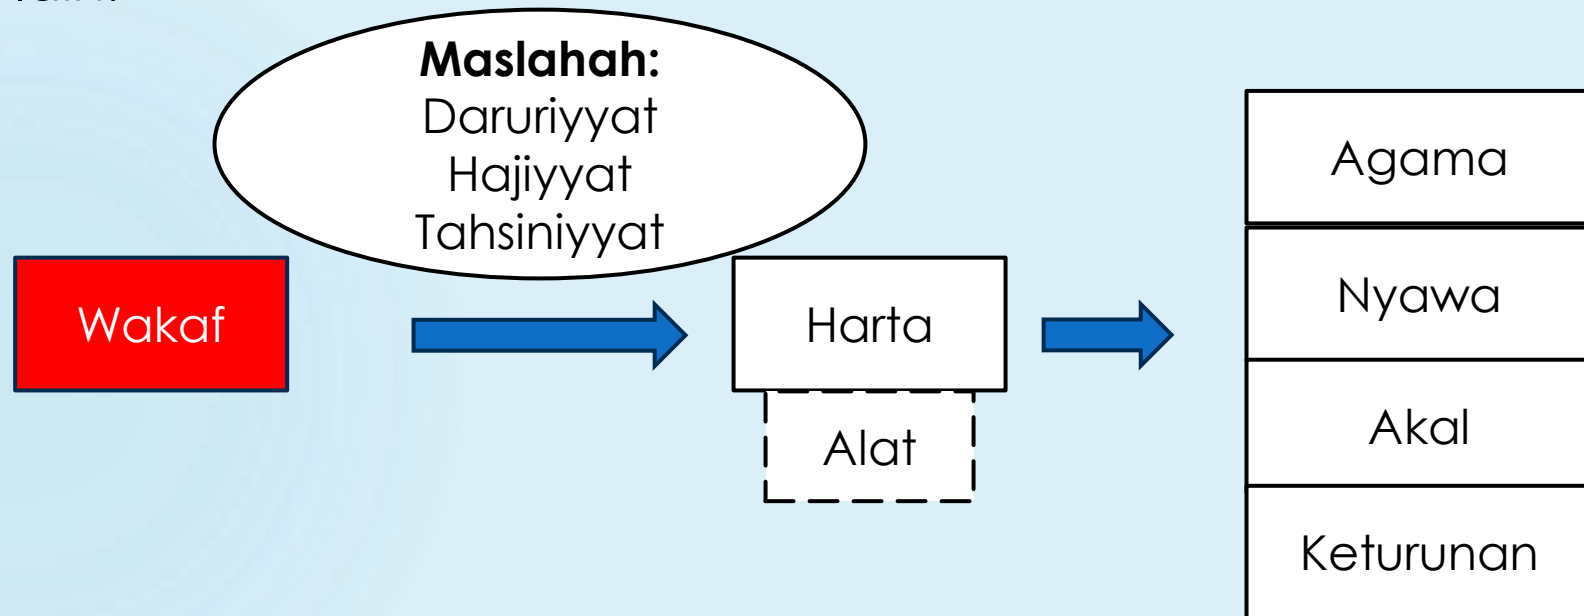 Maslahah:
Daruriyyat
Hajiyyat
Tahsiniyyat
Wakaf
Harta
Alat
Agama
Nyawa
Akal
Keturunan